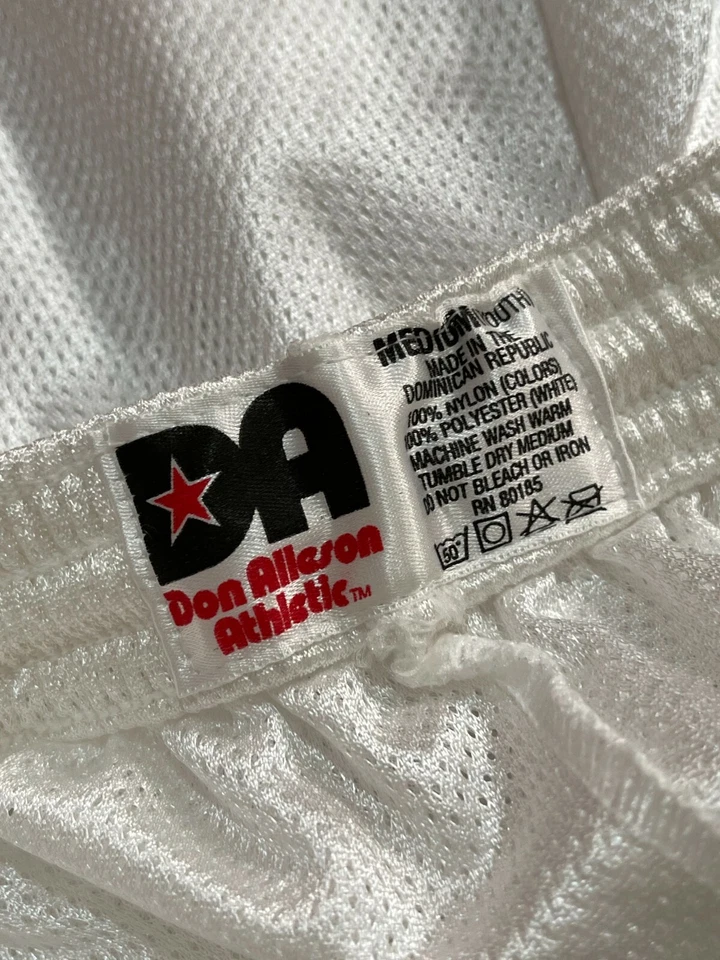 DA
Don Alleson
Athletic™
MEDIUM (YOUTH)
MADE IN THE
DOMINICAN REPUBLIC
100% NYLON (COLORS)
100% POLYESTER (WHITE)
MACHINE WASH WARM
TUMBLE DRY MEDIUM
DO NOT BLEACH OR IRON
RN 80185
50°